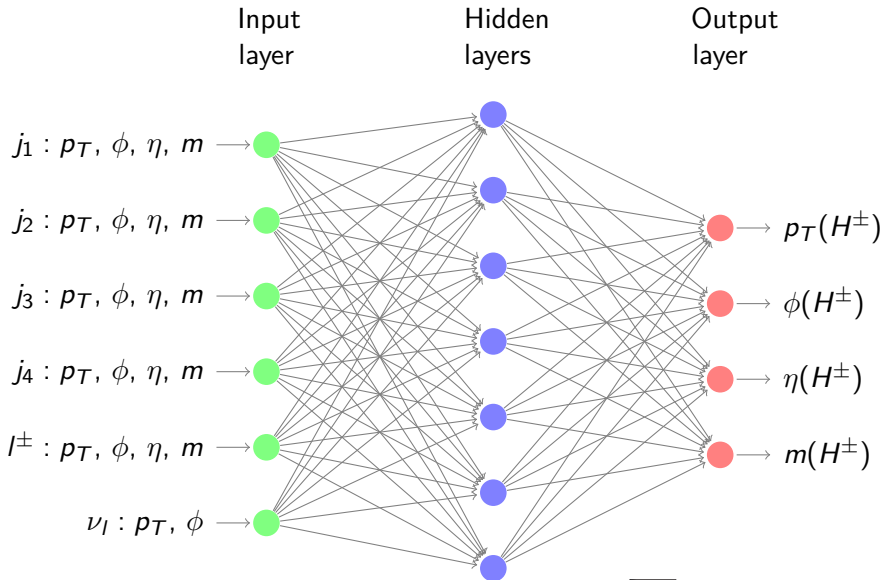 Input layer
Hidden layers
Output layer
j₁ : p_T, ϕ, η, m
j₂ : p_T, ϕ, η, m
j₃ : p_T, ϕ, η, m
j₄ : p_T, ϕ, η, m
l± : p_T, ϕ, η, m
ν_l : p_T, ϕ
p_T(H±)
ϕ(H±)
η(H±)
m(H±)